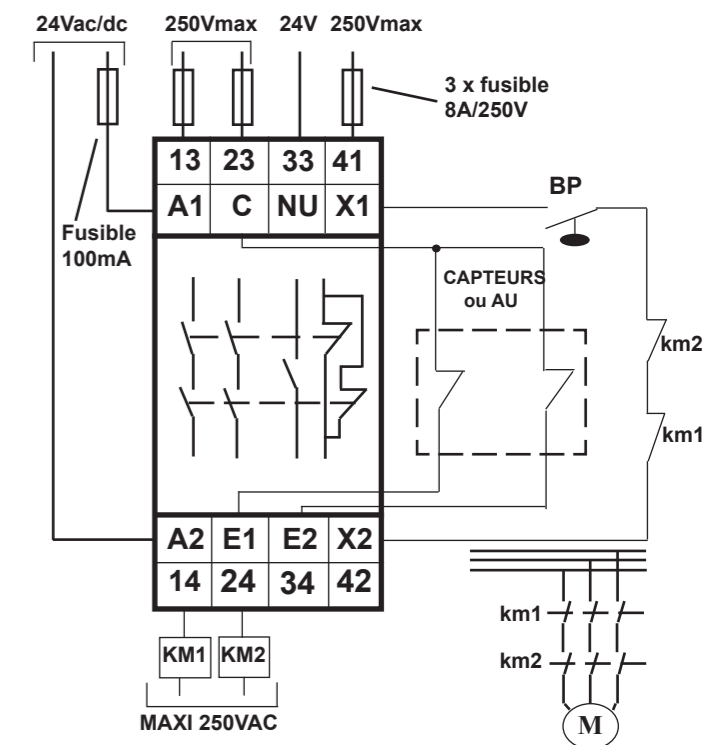 24Vac/dc 250Vmax 24V 250Vmax
3 x fusible
8A/250V
13 23 33 41
A1 C NU X1
BP
Fusible
100mA
CAPTEURS
ou AU
km2
km1
A2 E1 E2 X2
14 24 34 42
km1
KM1 KM2
km2
MAXI 250VAC
M